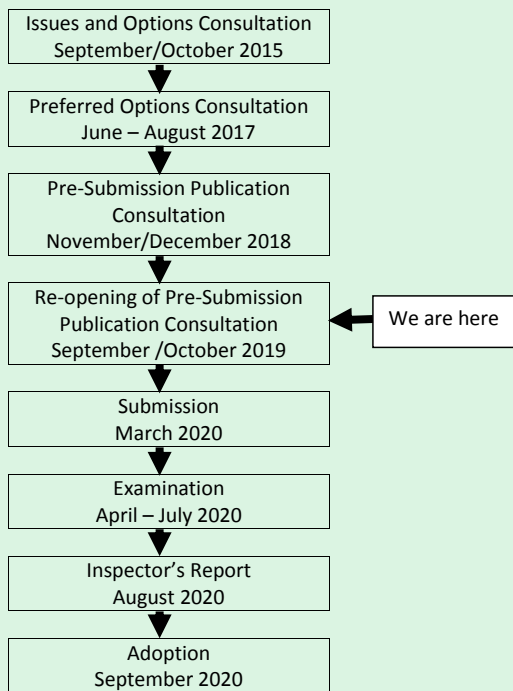 Issues and Options Consultation
September/October 2015
Preferred Options Consultation
June – August 2017
Pre-Submission Publication
Consultation
November/December 2018
Re-opening of Pre-Submission
Publication Consultation
September /October 2019
We are here
Submission
March 2020
Examination
April – July 2020
Inspector’s Report
August 2020
Adoption
September 2020